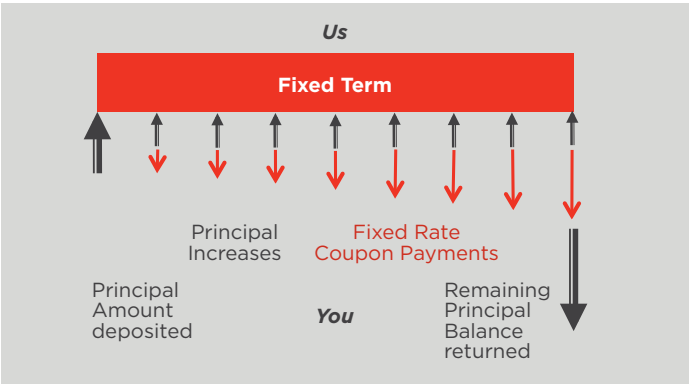 Us
Fixed Term
Principal
Increases
Fixed Rate
Coupon Payments
Principal
Amount
deposited
You
Remaining
Principal
Balance
returned